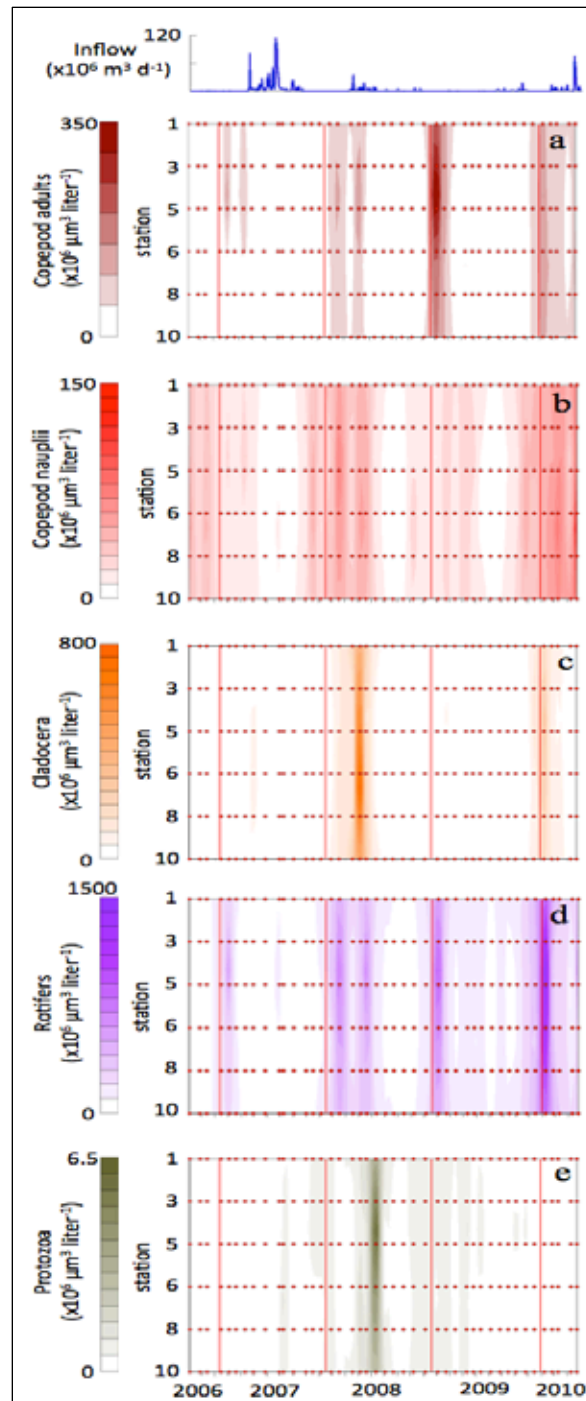 Inflow
(x10⁶ m³ d⁻¹)
120
350
Copepod adults
(x10⁶ µm³ liter⁻¹)
0
station
1
3
5
6
8
10
a
150
Copepod nauplii
(x10⁶ µm³ liter⁻¹)
0
station
1
3
5
6
8
10
b
800
Cladocera
(x10⁶ µm³ liter⁻¹)
0
station
1
3
5
6
8
10
c
1500
Rotifers
(x10⁶ µm³ liter⁻¹)
0
station
1
3
5
6
8
10
d
6.5
Protozoa
(x10⁶ µm³ liter⁻¹)
0
station
1
3
5
6
8
10
e
2006 2007 2008 2009 2010